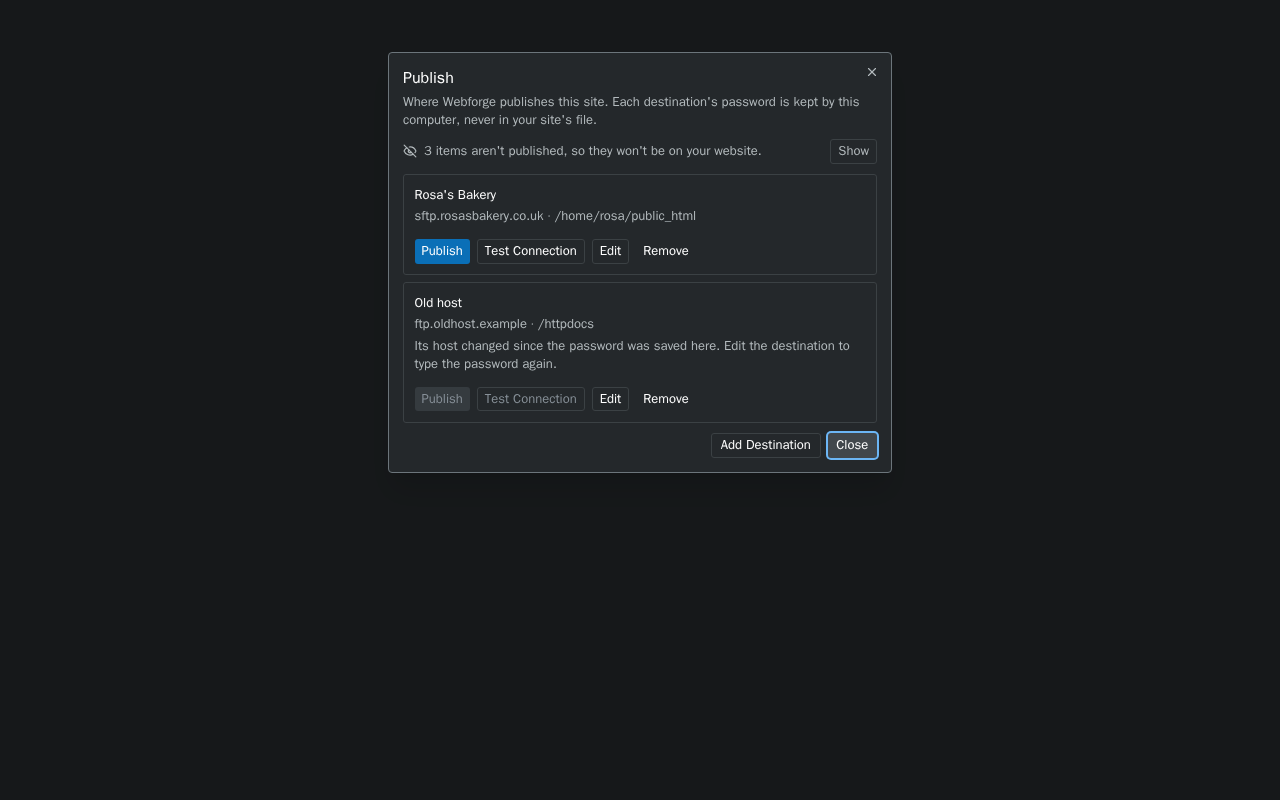 Publish
Where Webforge publishes this site. Each destination's password is kept by this
computer, never in your site's file.
3 items aren't published, so they won't be on your website.
Show
Rosa's Bakery
sftp.rosasbakery.co.uk · /home/rosa/public_html
Publish
Test Connection
Edit
Remove
Old host
ftp.oldhost.example · /httpdocs
Its host changed since the password was saved here. Edit the destination to
type the password again.
Publish
Test Connection
Edit
Remove
Add Destination
Close